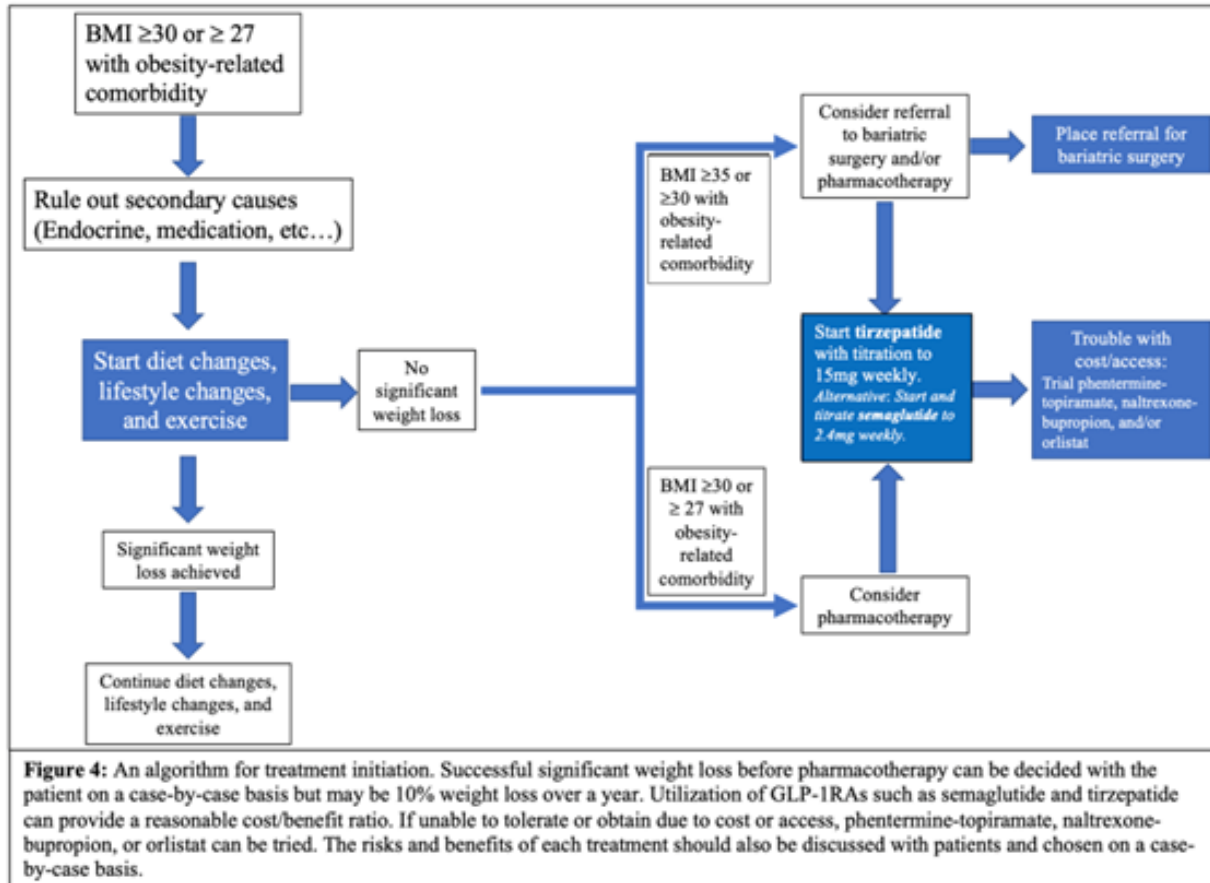 BMI ≥30 or ≥ 27
with obesity-related
comorbidity
Rule out secondary causes
(Endocrine, medication, etc…)
Start diet changes,
lifestyle changes,
and exercise
No
significant
weight loss
Significant weight
loss achieved
Continue diet changes,
lifestyle changes, and
exercise
BMI ≥35 or
≥30 with
obesity-
related
comorbidity
Consider referral
to bariatric
surgery and/or
pharmacotherapy
Place referral for
bariatric surgery
Start tirzepatide
with titration to
15mg weekly.
Alternative: Start and
titrate semaglutide to
2.4mg weekly.
Trouble with
cost/access:
Trial phentermine-
topiramate, naltrexone-
bupropion, and/or
orlistat
BMI ≥30 or
≥ 27 with
obesity-
related
comorbidity
Consider
pharmacotherapy
Figure 4: An algorithm for treatment initiation. Successful significant weight loss before pharmacotherapy can be decided with the
patient on a case-by-case basis but may be 10% weight loss over a year. Utilization of GLP-1RAs such as semaglutide and tirzepatide
can provide a reasonable cost/benefit ratio. If unable to tolerate or obtain due to cost or access, phentermine-topiramate, naltrexone-
bupropion, or orlistat can be tried. The risks and benefits of each treatment should also be discussed with patients and chosen on a case-
by-case basis.